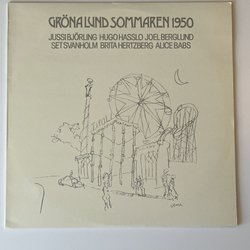 GRÖNA LUND SOMMAREN 1950
JUSSI BJÖRLING HUGO HASSLO JOEL BERGLUND
SET SVANHOLM BRITA HERTZBERG ALICE BABS